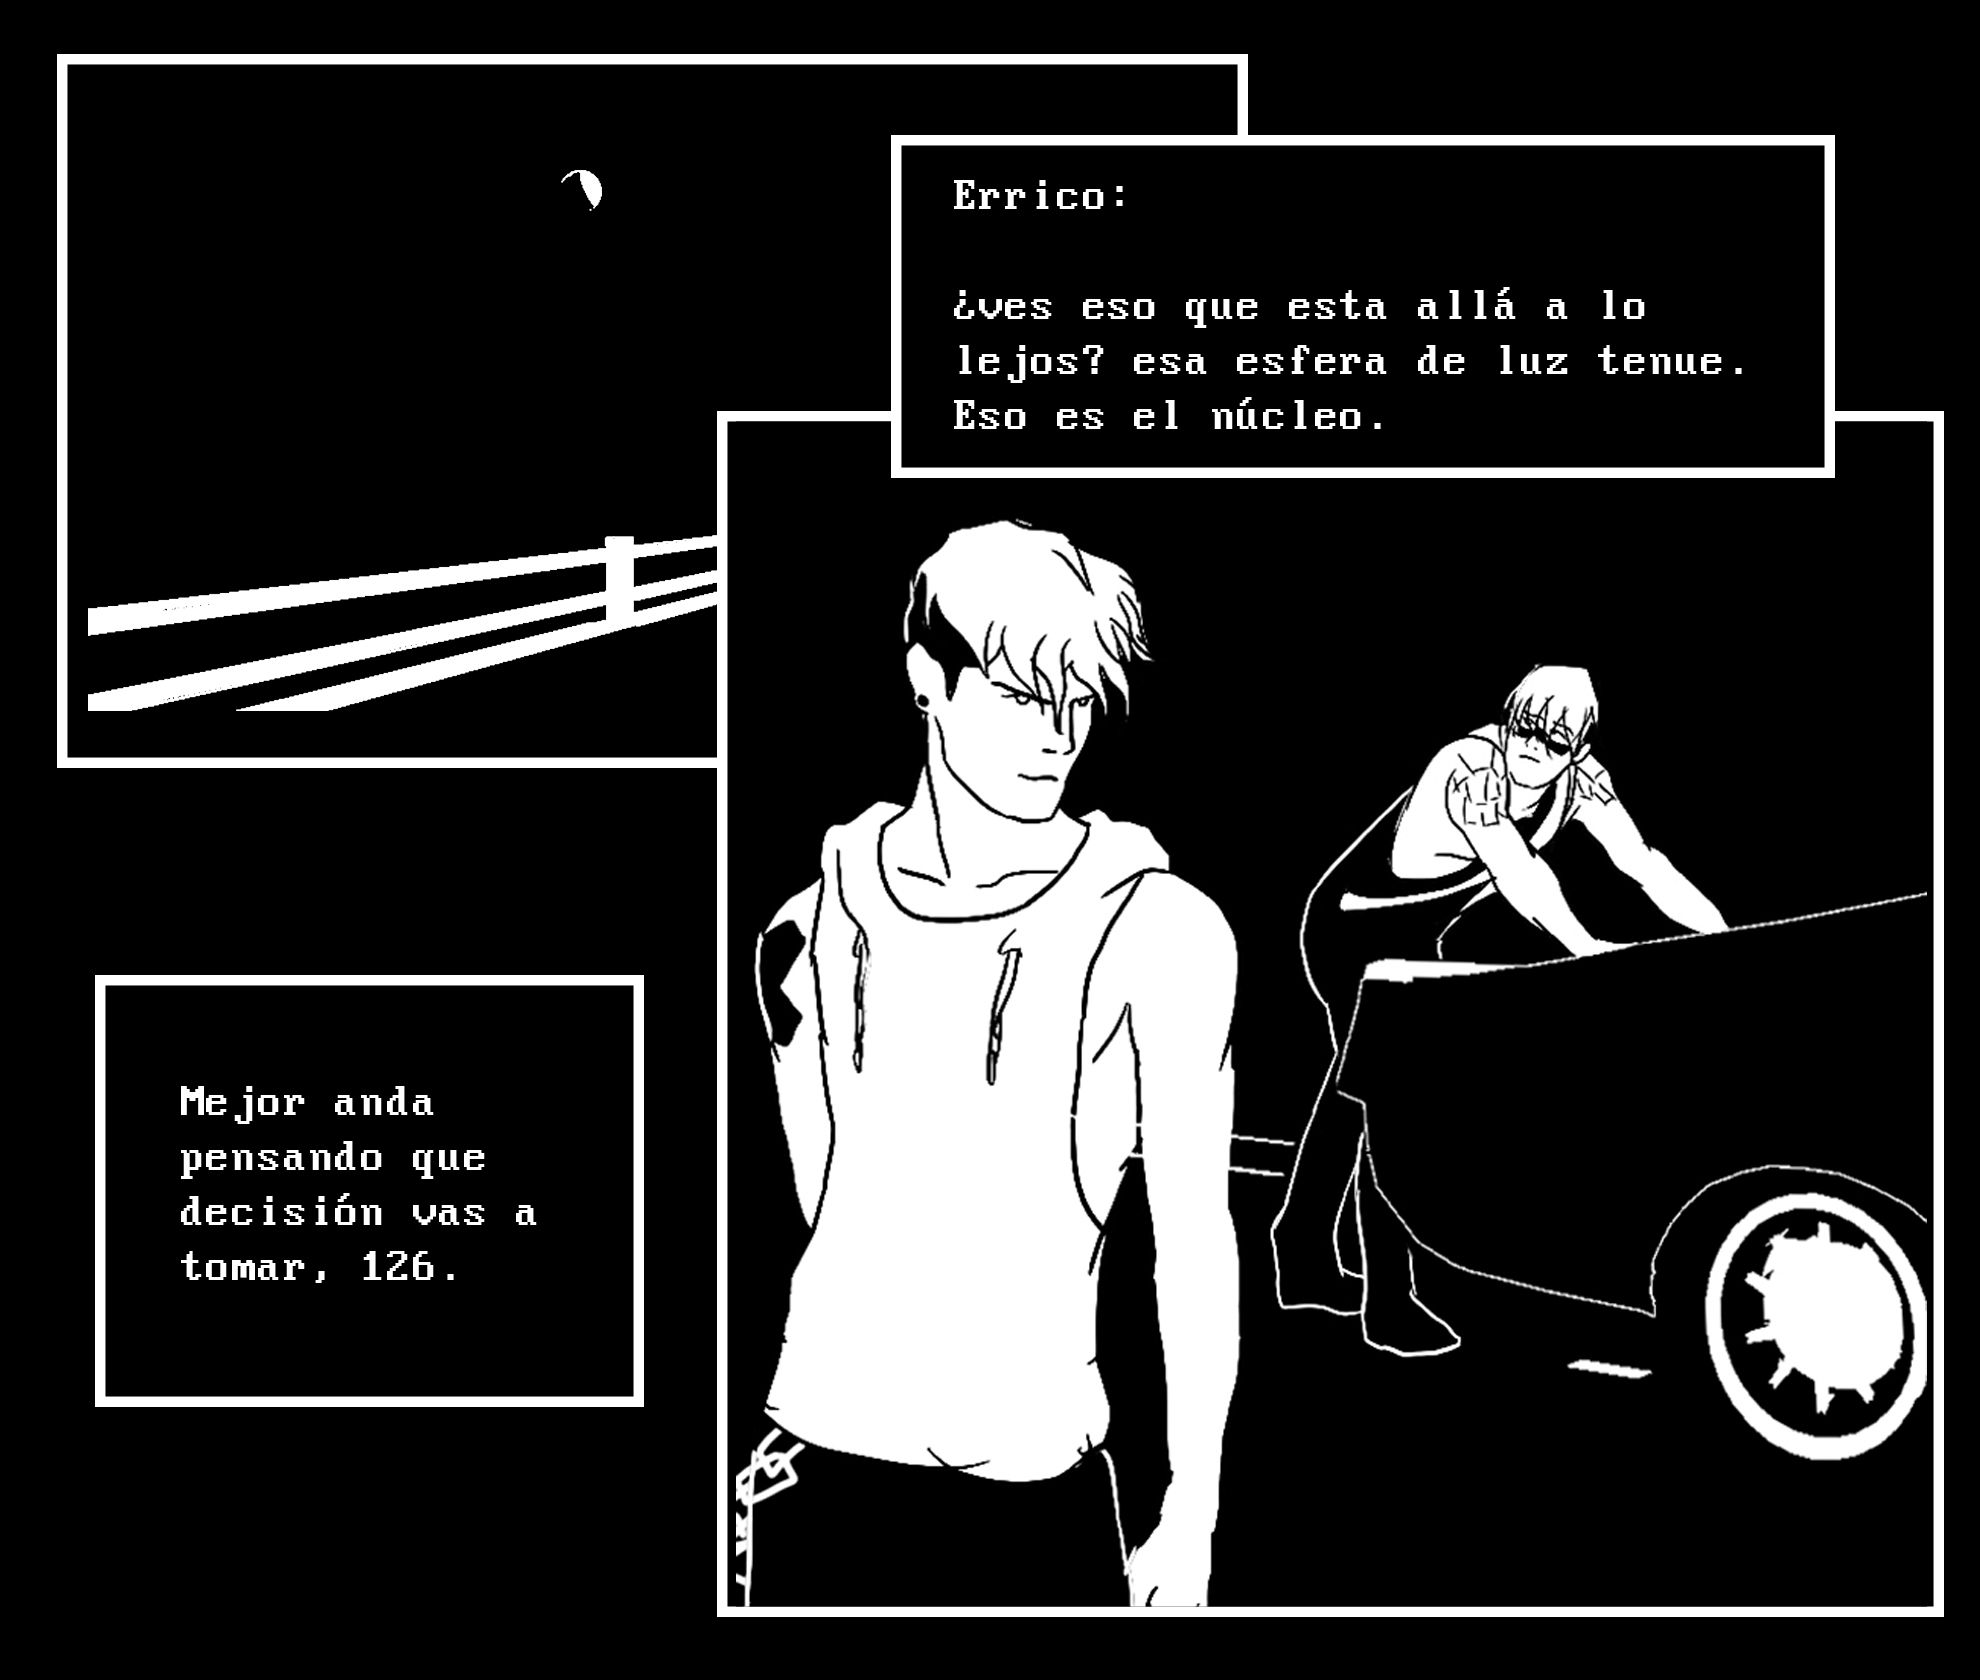 Errico:
¿ves eso que esta allá a lo
lejos? esa esfera de luz tenue.
Eso es el núcleo.
Mejor anda
pensando que
decisión vas a
tomar, 126.